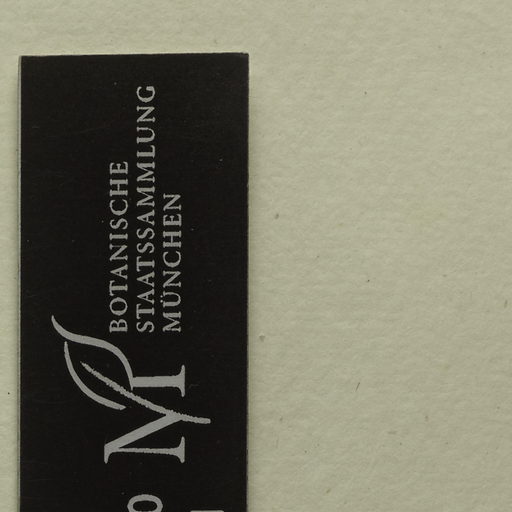 BOTANISCHE
STAATSSAMMLUNG
MÜNCHEN
M